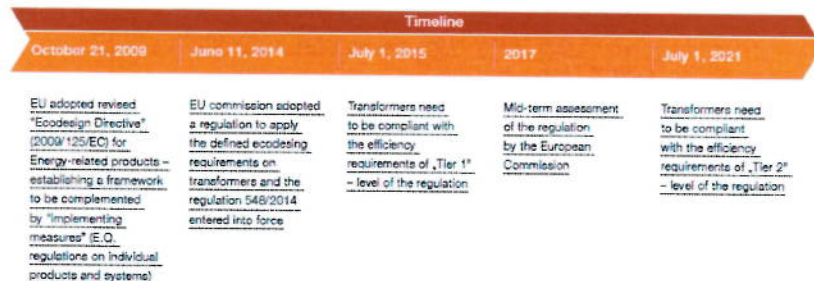 Timeline
October 21, 2009
June 11, 2014
July 1, 2015
2017
July 1, 2021
EU adopted revised
"Ecodesign Directive"
(2009/125/EC) for
Energy-related products –
establishing a framework
to be complemented
by "implementing
measures" (E.Q.
regulations on individual
products and systems)
EU commission adopted
a regulation to apply
the defined ecodesing
requirements on
transformers and the
regulation 548/2014
entered into force
Transformers need
to be compliant with
the efficiency
requirements of „Tier 1"
– level of the regulation
Mid-term assessment
of the regulation
by the European
Commission
Transformers need
to be compliant
with the efficiency
requirements of „Tier 2"
– level of the regulation